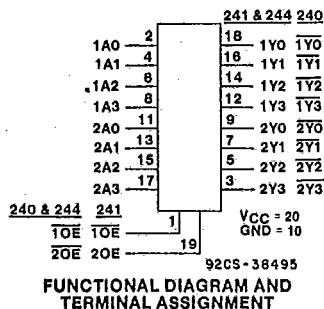 241 & 244 240
1A0 2 18 1Y0 1Y0
1A1 4 16 1Y1 1Y1
1A2 6 14 1Y2 1Y2
1A3 8 12 1Y3 1Y3
2A0 11 9 2Y0 2Y0
2A1 13 7 2Y1 2Y1
2A2 15 5 2Y2 2Y2
2A3 17 3 2Y3 2Y3
240 & 244 241
1OE 1OE 1
2OE 2OE 19
VCC = 20
GND = 10
92CS-38495
FUNCTIONAL DIAGRAM AND
TERMINAL ASSIGNMENT